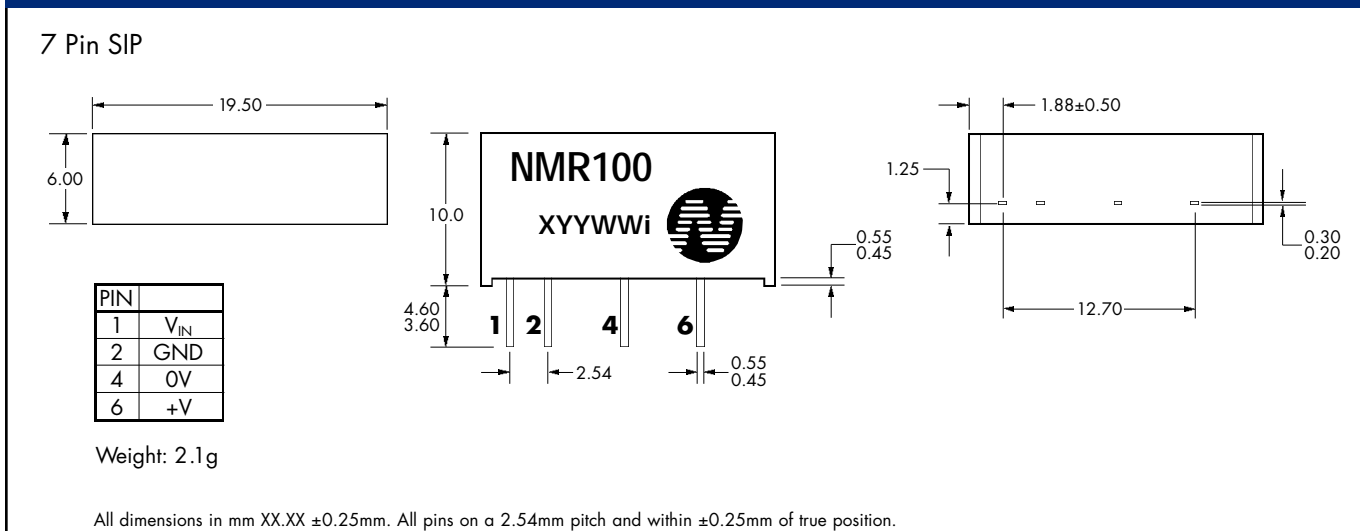 7 Pin SIP
19.50
6.00
NMR100
XYYWWi
10.0
0.55
0.45
4.60
3.60
1 2 4 6
2.54
0.55
0.45
1.88±0.50
1.25
0.30
0.20
12.70
PIN
1 VIN
2 GND
4 0V
6 +V
Weight: 2.1g
All dimensions in mm XX.XX ±0.25mm. All pins on a 2.54mm pitch and within ±0.25mm of true position.